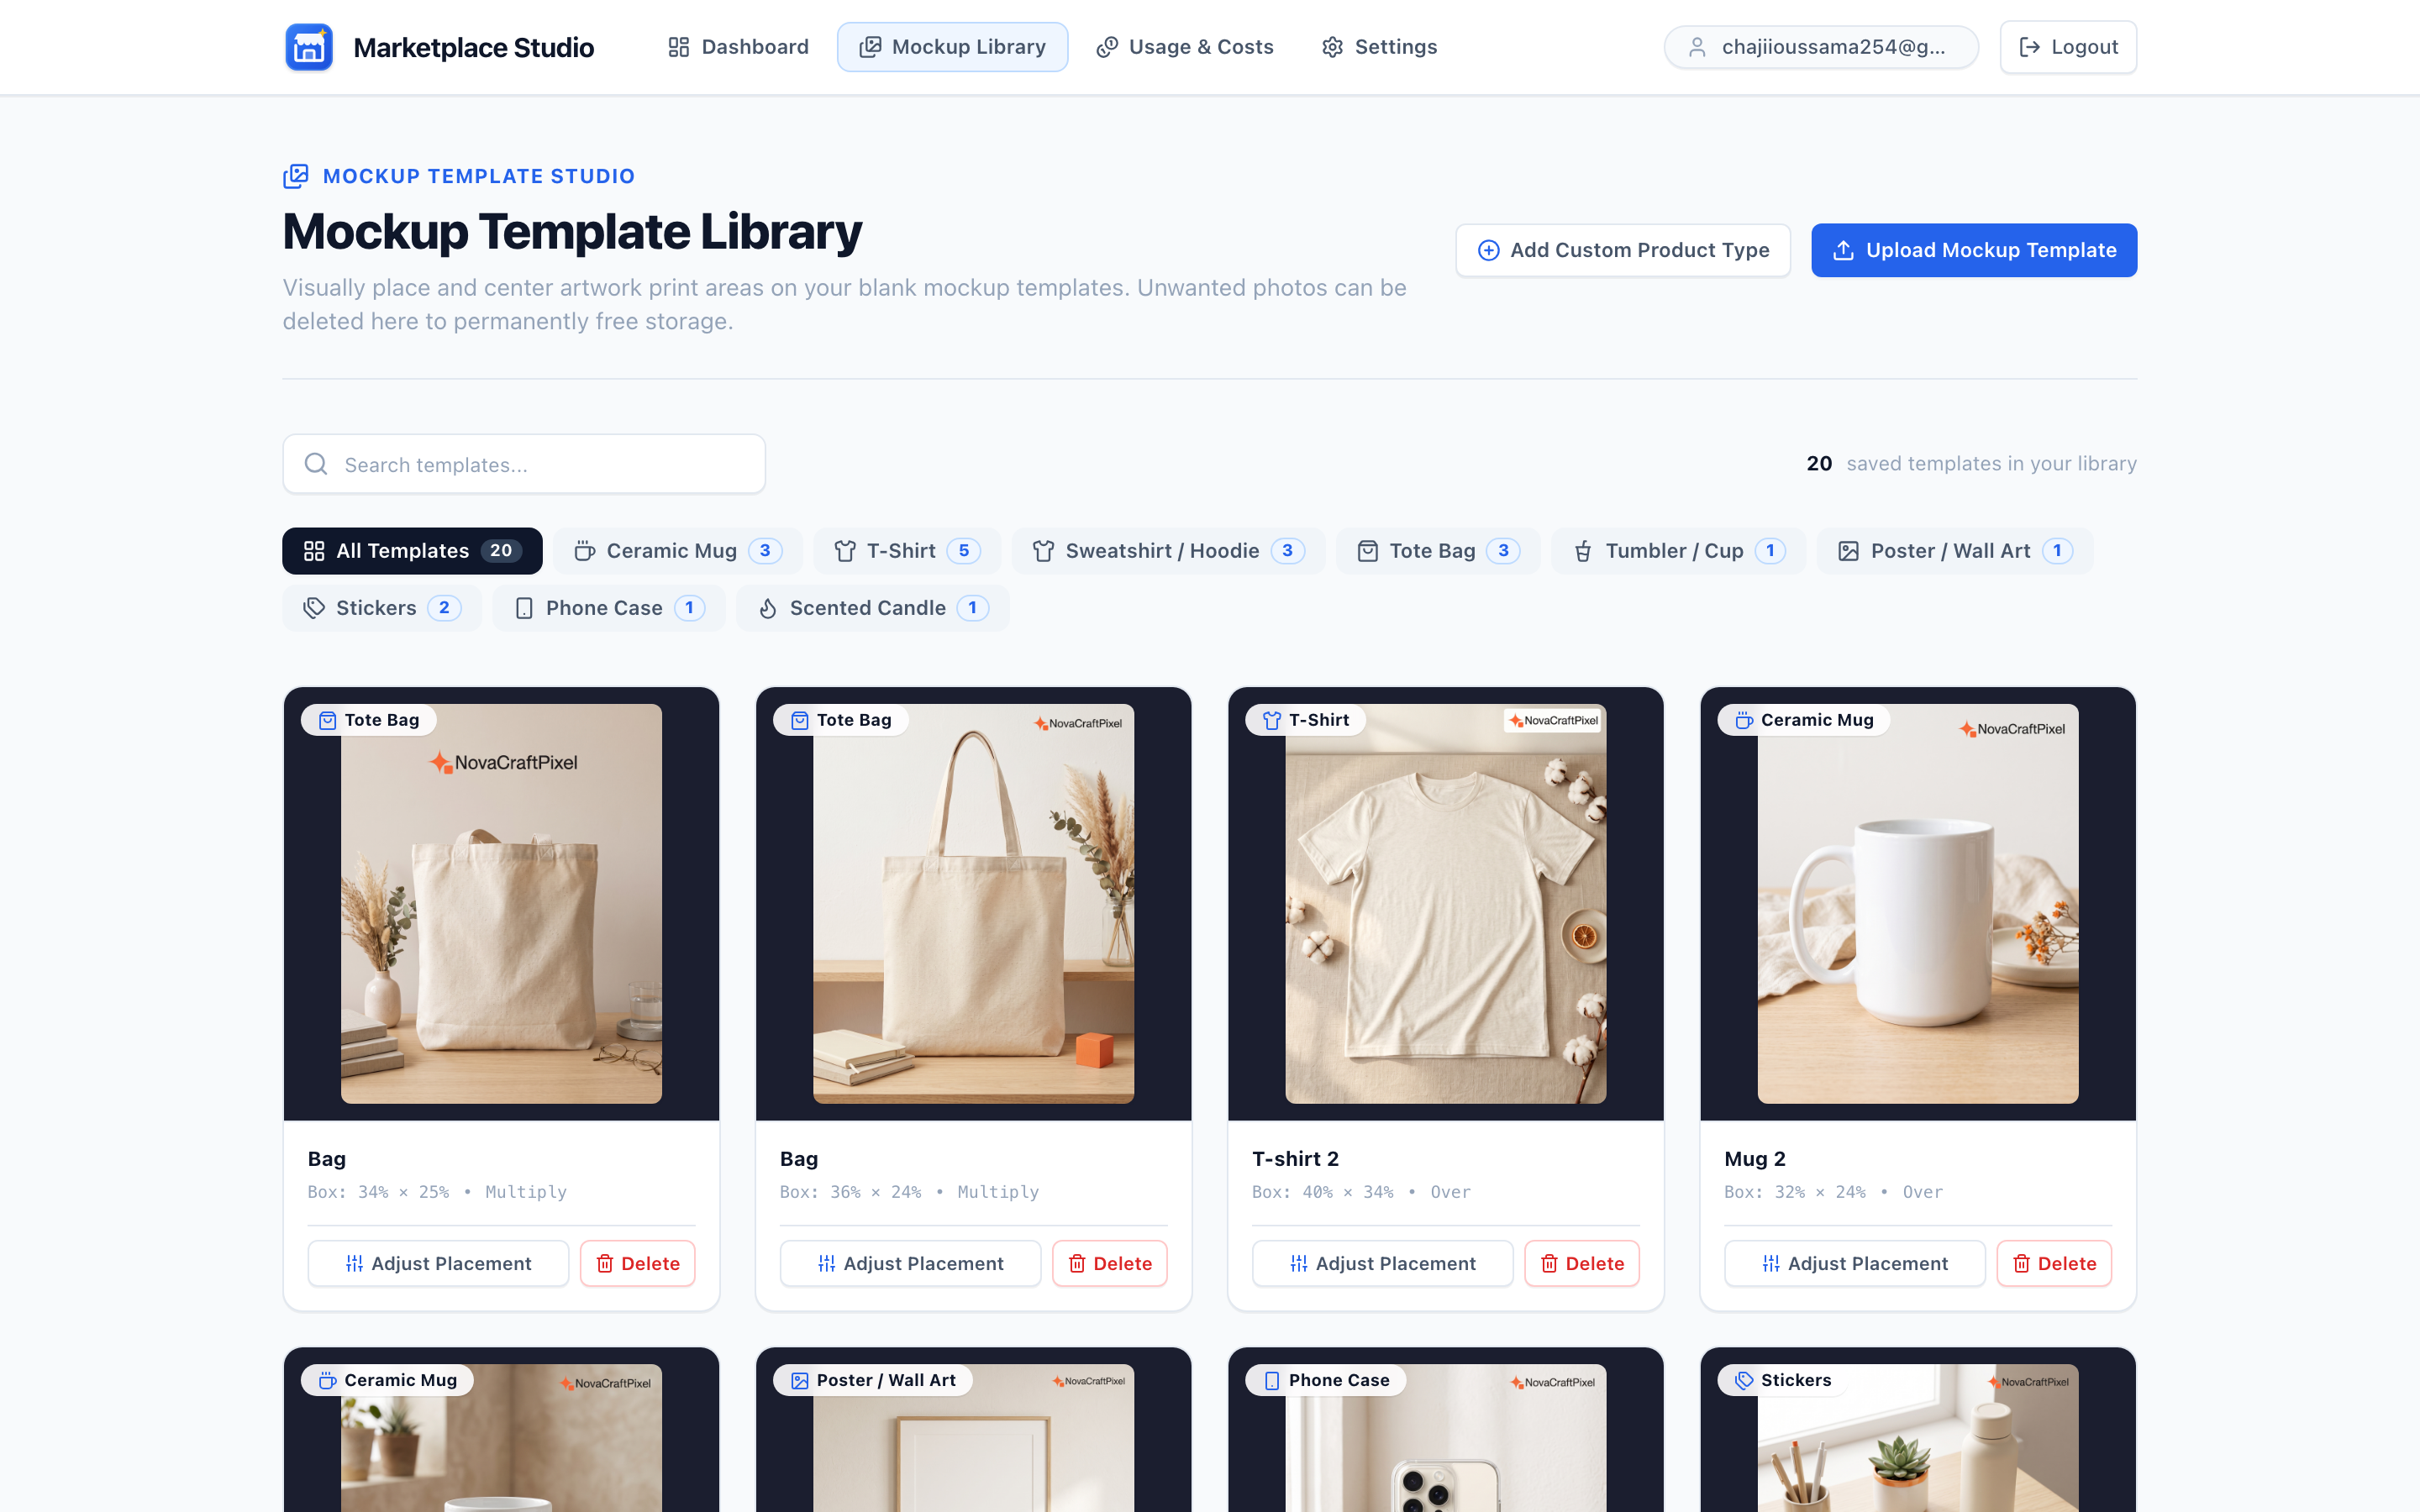 Marketplace Studio
Dashboard
Mockup Library
Usage & Costs
Settings
chajiioussama254@g...
Logout
MOCKUP TEMPLATE STUDIO
Mockup Template Library
Visually place and center artwork print areas on your blank mockup templates. Unwanted photos can be
deleted here to permanently free storage.
Add Custom Product Type
Upload Mockup Template
Search templates...
20 saved templates in your library
All Templates 20
Ceramic Mug 3
T-Shirt 5
Sweatshirt / Hoodie 3
Tote Bag 3
Tumbler / Cup 1
Poster / Wall Art 1
Stickers 2
Phone Case 1
Scented Candle 1
Tote Bag
NovaCraftPixel
Bag
Box: 34% × 25% • Multiply
Adjust Placement
Delete
Tote Bag
NovaCraftPixel
Bag
Box: 36% × 24% • Multiply
Adjust Placement
Delete
T-Shirt
NovaCraftPixel
T-shirt 2
Box: 40% × 34% • Over
Adjust Placement
Delete
Ceramic Mug
NovaCraftPixel
Mug 2
Box: 32% × 24% • Over
Adjust Placement
Delete
Ceramic Mug
NovaCraftPixel
Poster / Wall Art
NovaCraftPixel
Phone Case
NovaCraftPixel
Stickers
NovaCraftPixel